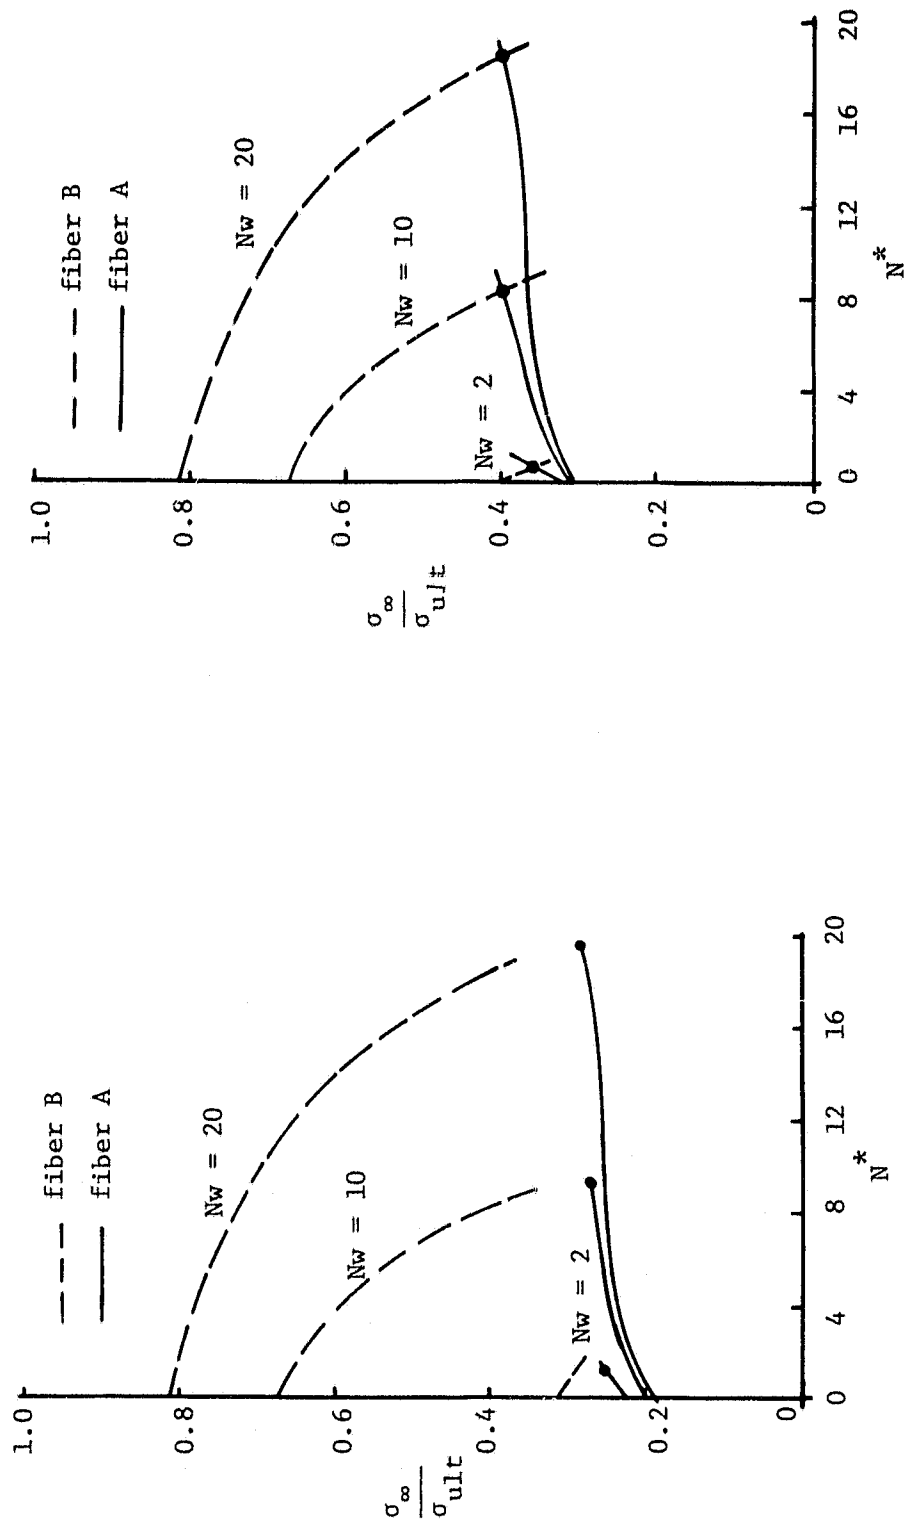 1.0
0.8
0.6
σ∞
σult
0.4
0.2
0
— — — fiber B
——— fiber A
Nw = 20
Nw = 10
Nw = 2
0
4
8
12
16
20
N*
1.0
0.8
0.6
σ∞
σult
0.4
0.2
0
— — — fiber B
——— fiber A
Nw = 20
Nw = 10
Nw = 2
0
4
8
12
16
20
N*